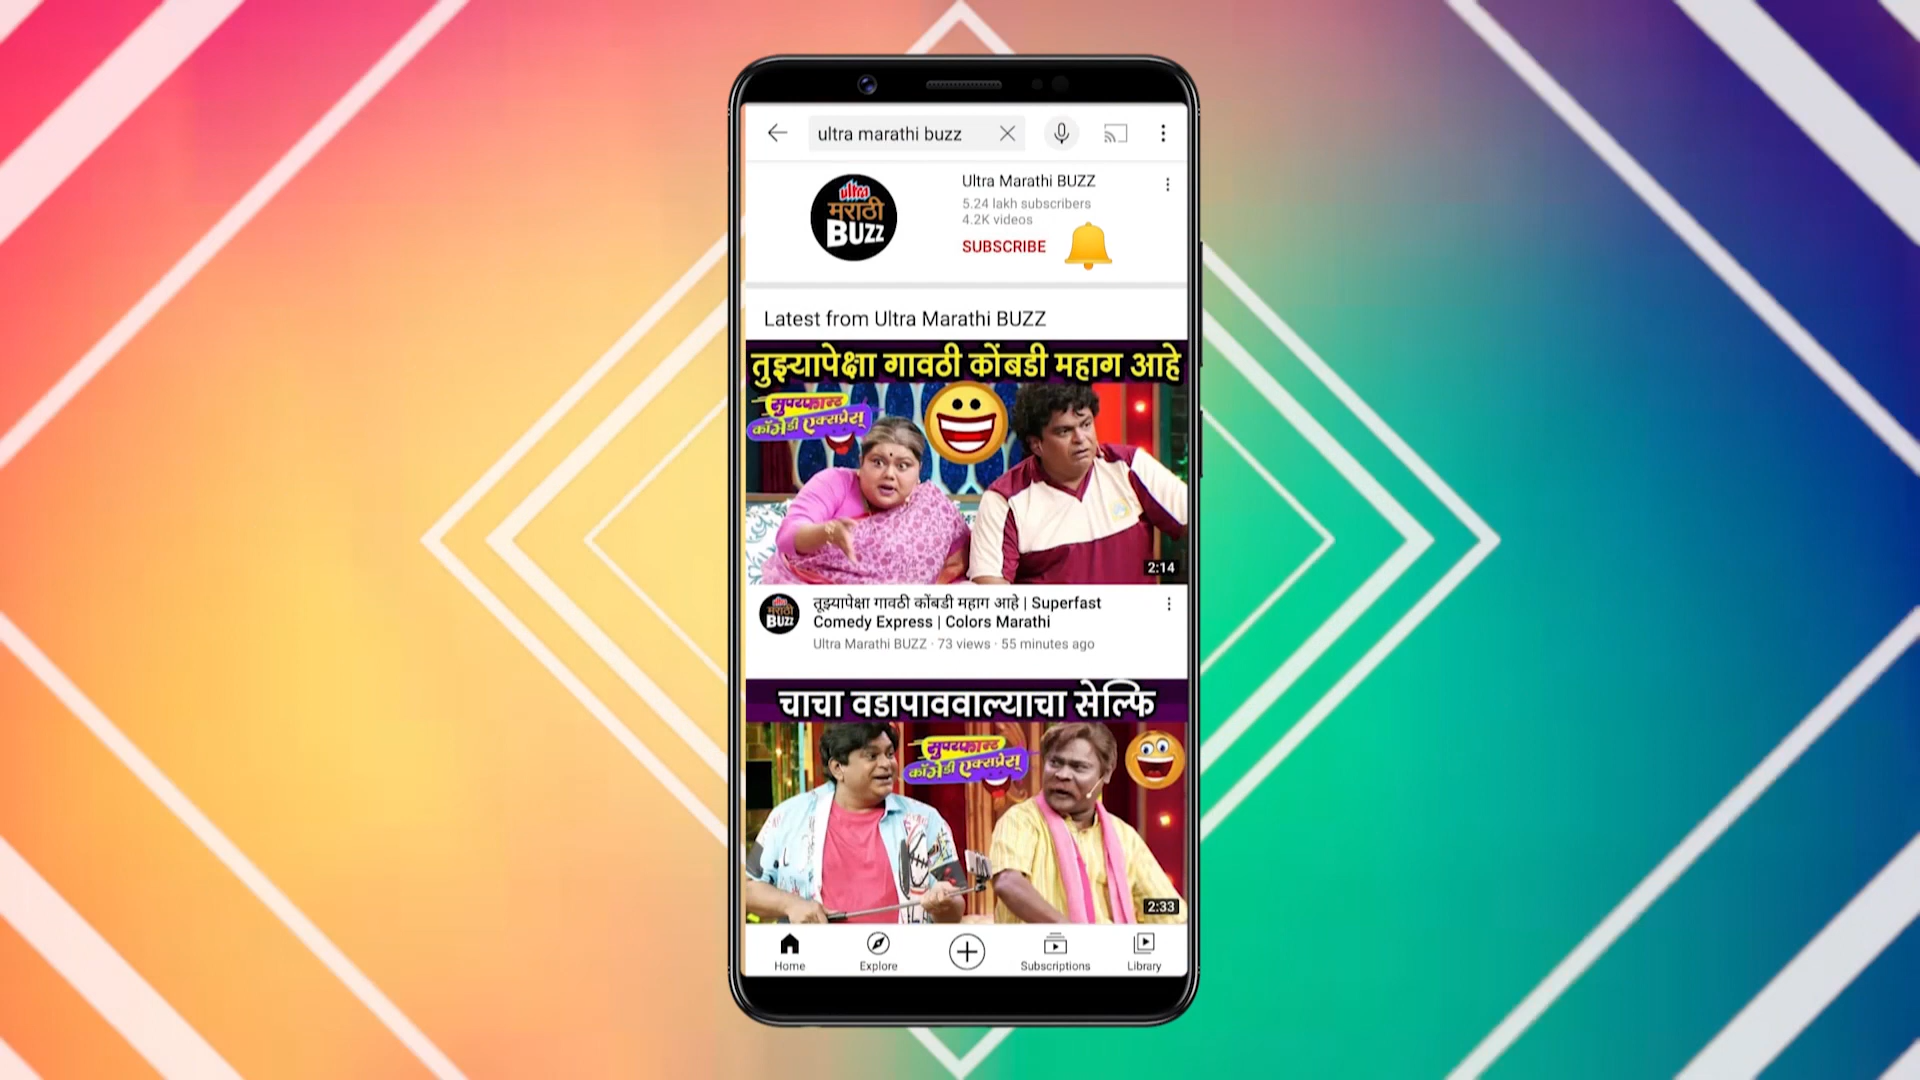 ultra marathi buzz
ultra
मराठी
BUZZ
Ultra Marathi BUZZ
5.24 lakh subscribers
4.2K videos
SUBSCRIBE
Latest from Ultra Marathi BUZZ
तुझ्यापेक्षा गावठी कोंबडी महाग आहे
सुपरफास्ट
कॉमेडी एक्सप्रेस्
2:14
ultra
मराठी
BUZZ
तूझ्यापेक्षा गावठी कोंबडी महाग आहे | Superfast
Comedy Express | Colors Marathi
Ultra Marathi BUZZ · 73 views · 55 minutes ago
चाचा वडापाववाल्याचा सेल्फि
सुपरफास्ट
कॉमेडी एक्सप्रेस्
2:33
Home
Explore
Subscriptions
Library